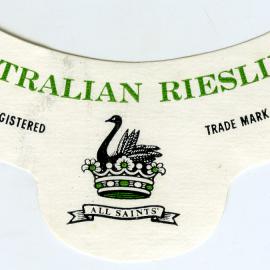 TRALIAN RIESLI
GISTERED TRADE MARK
ALL SAINTS